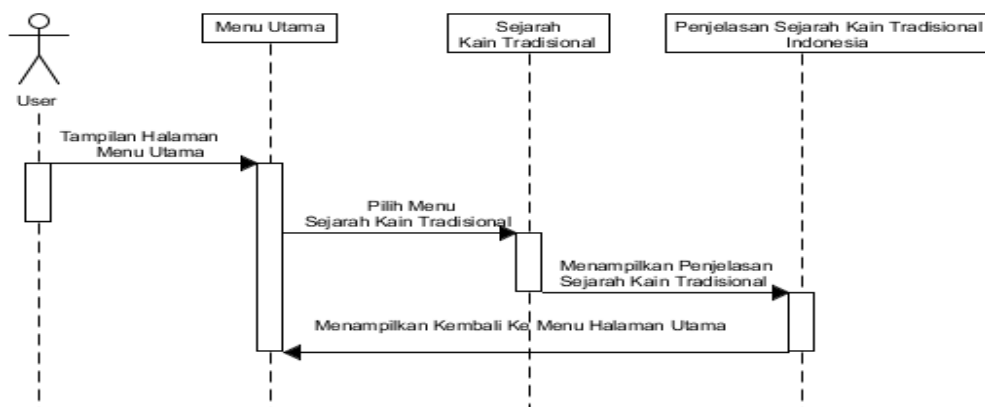 Menu Utama
Sejarah
Kain Tradisional
Penjelasan Sejarah Kain Tradisional
Indonesia
User
Tampilan Halaman
Menu Utama
Pilih Menu
Sejarah Kain Tradisional
Menampilkan Penjelasan
Sejarah Kain Tradisional
Menampilkan Kembali Ke Menu Halaman Utama